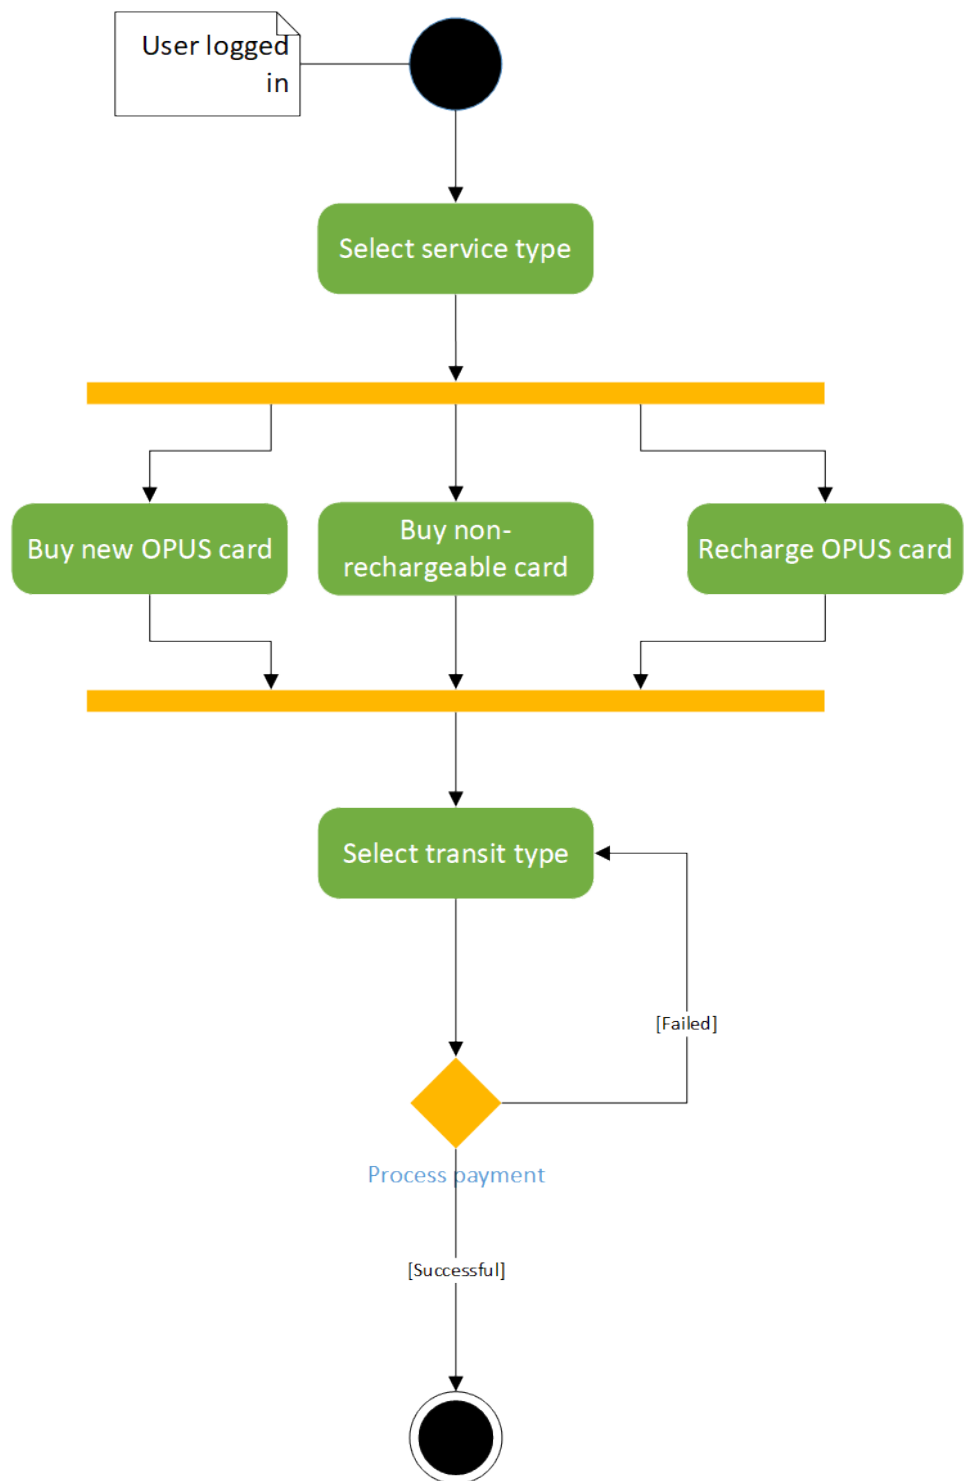 User logged
in
Select service type
Buy new OPUS card
Buy non-
rechargeable card
Recharge OPUS card
Select transit type
[Failed]
Process payment
[Successful]